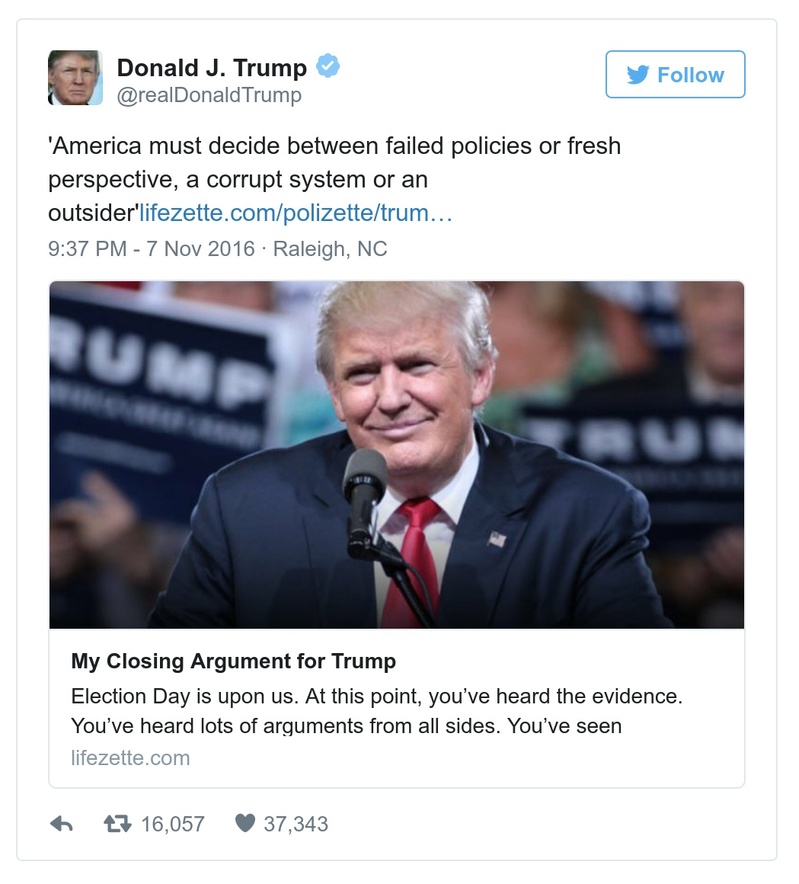 Donald J. Trump
@realDonaldTrump
Follow
'America must decide between failed policies or fresh
perspective, a corrupt system or an
outsider'lifezette.com/polizette/trum…
9:37 PM - 7 Nov 2016 · Raleigh, NC
RUMP
TRUM
My Closing Argument for Trump
Election Day is upon us. At this point, you’ve heard the evidence.
You’ve heard lots of arguments from all sides. You’ve seen
lifezette.com
16,057 37,343